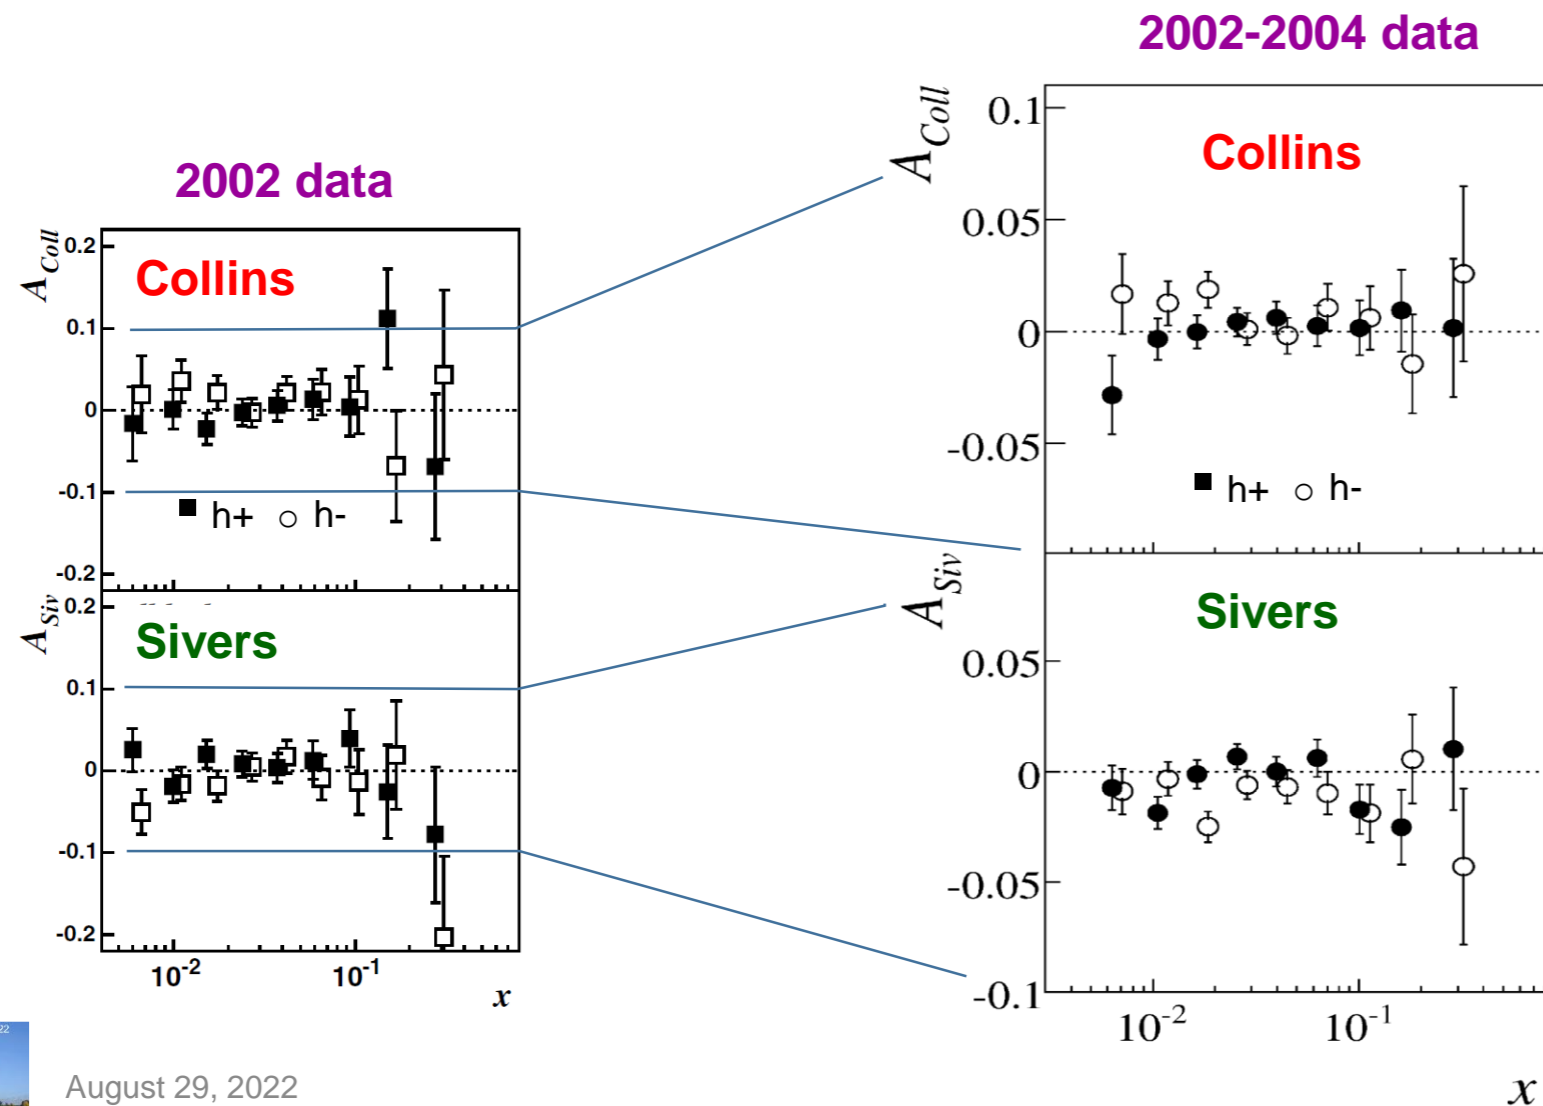 2002-2004 data
2002 data
A_Coll
0.2
0.1
0
-0.1
-0.2
Collins
■ h+ ○ h-
A_Siv
0.2
0.1
0
-0.1
-0.2
Sivers
10^-2
10^-1
x
A_Coll
0.1
0.05
0
-0.05
Collins
■ h+ ○ h-
A_Siv
0.05
0
-0.05
-0.1
Sivers
10^-2
10^-1
x
22
August 29, 2022